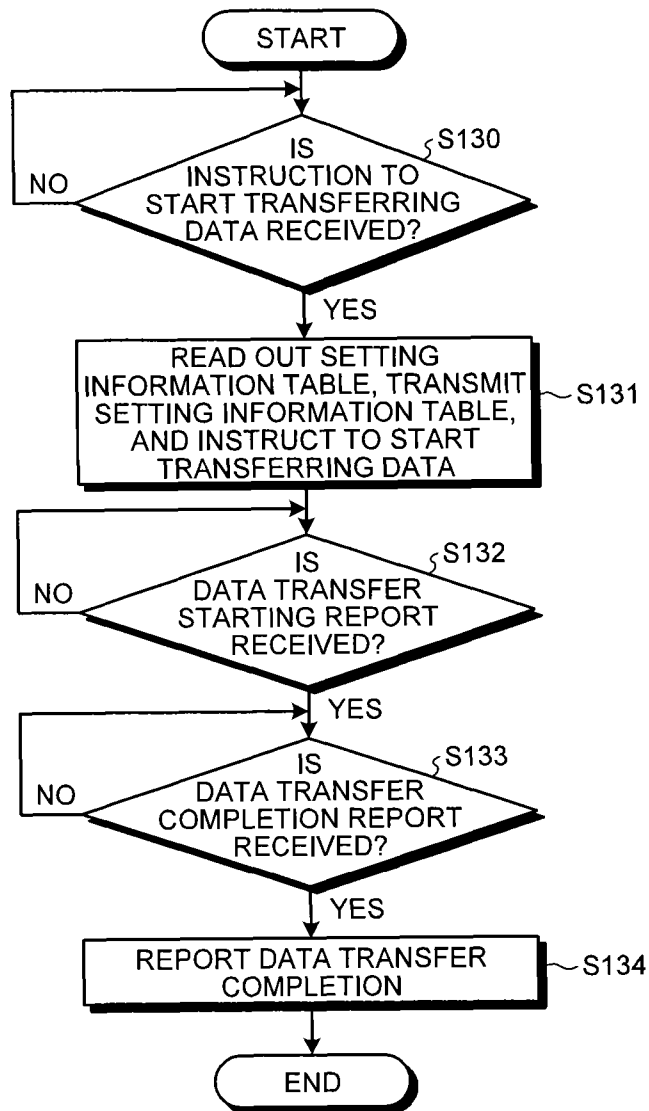 START
IS
INSTRUCTION TO
START TRANSFERRING
DATA RECEIVED?
S130
NO
YES
READ OUT SETTING
INFORMATION TABLE, TRANSMIT
SETTING INFORMATION TABLE,
AND INSTRUCT TO START
TRANSFERRING DATA
S131
IS
DATA TRANSFER
STARTING REPORT
RECEIVED?
S132
NO
YES
IS
DATA TRANSFER
COMPLETION REPORT
RECEIVED?
S133
NO
YES
REPORT DATA TRANSFER
COMPLETION
S134
END